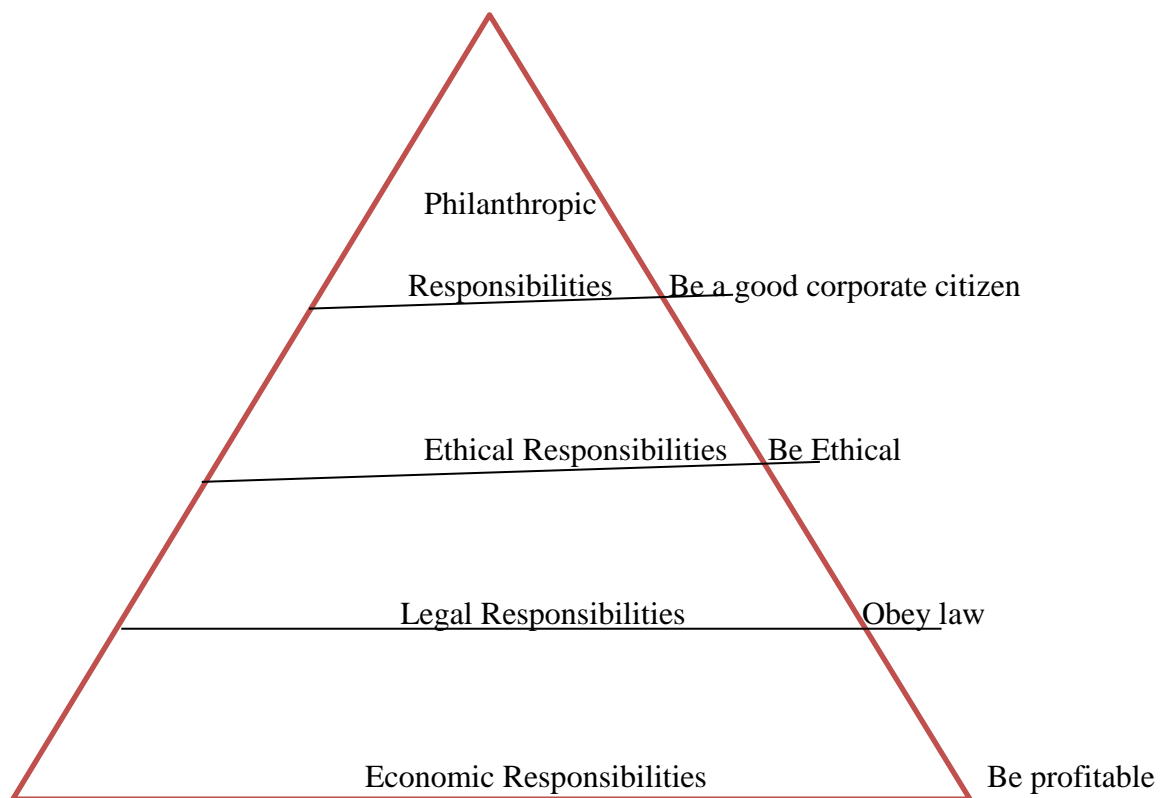 Philanthropic
Responsibilities Be a good corporate citizen
Ethical Responsibilities Be Ethical
Legal Responsibilities Obey law
Economic Responsibilities Be profitable